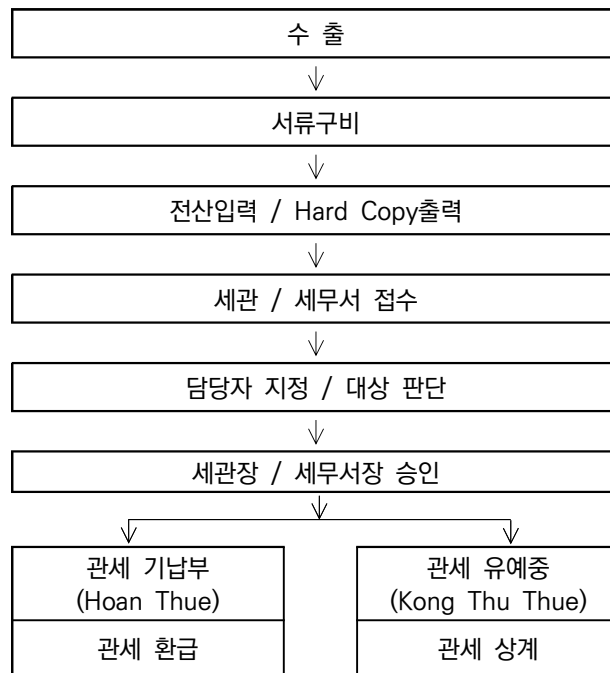 수 출
서류구비
전산입력 / Hard Copy출력
세관 / 세무서 접수
담당자 지정 / 대상 판단
세관장 / 세무서장 승인
관세 기납부
(Hoan Thue)
관세 환급
관세 유예중
(Kong Thu Thue)
관세 상계